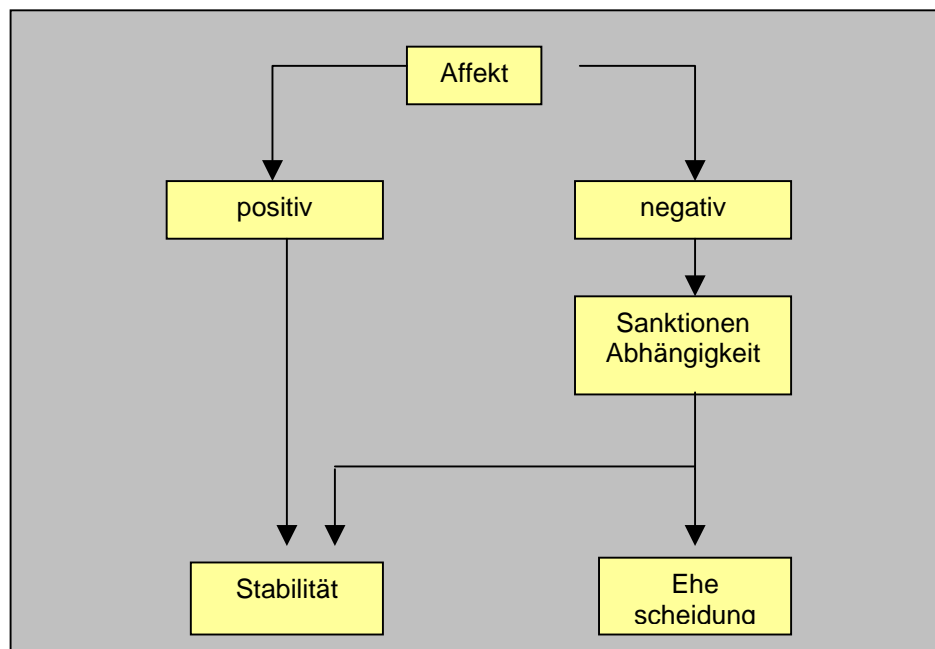 Affekt
positiv
negativ
Sanktionen
Abhängigkeit
Stabilität
Ehe
scheidung